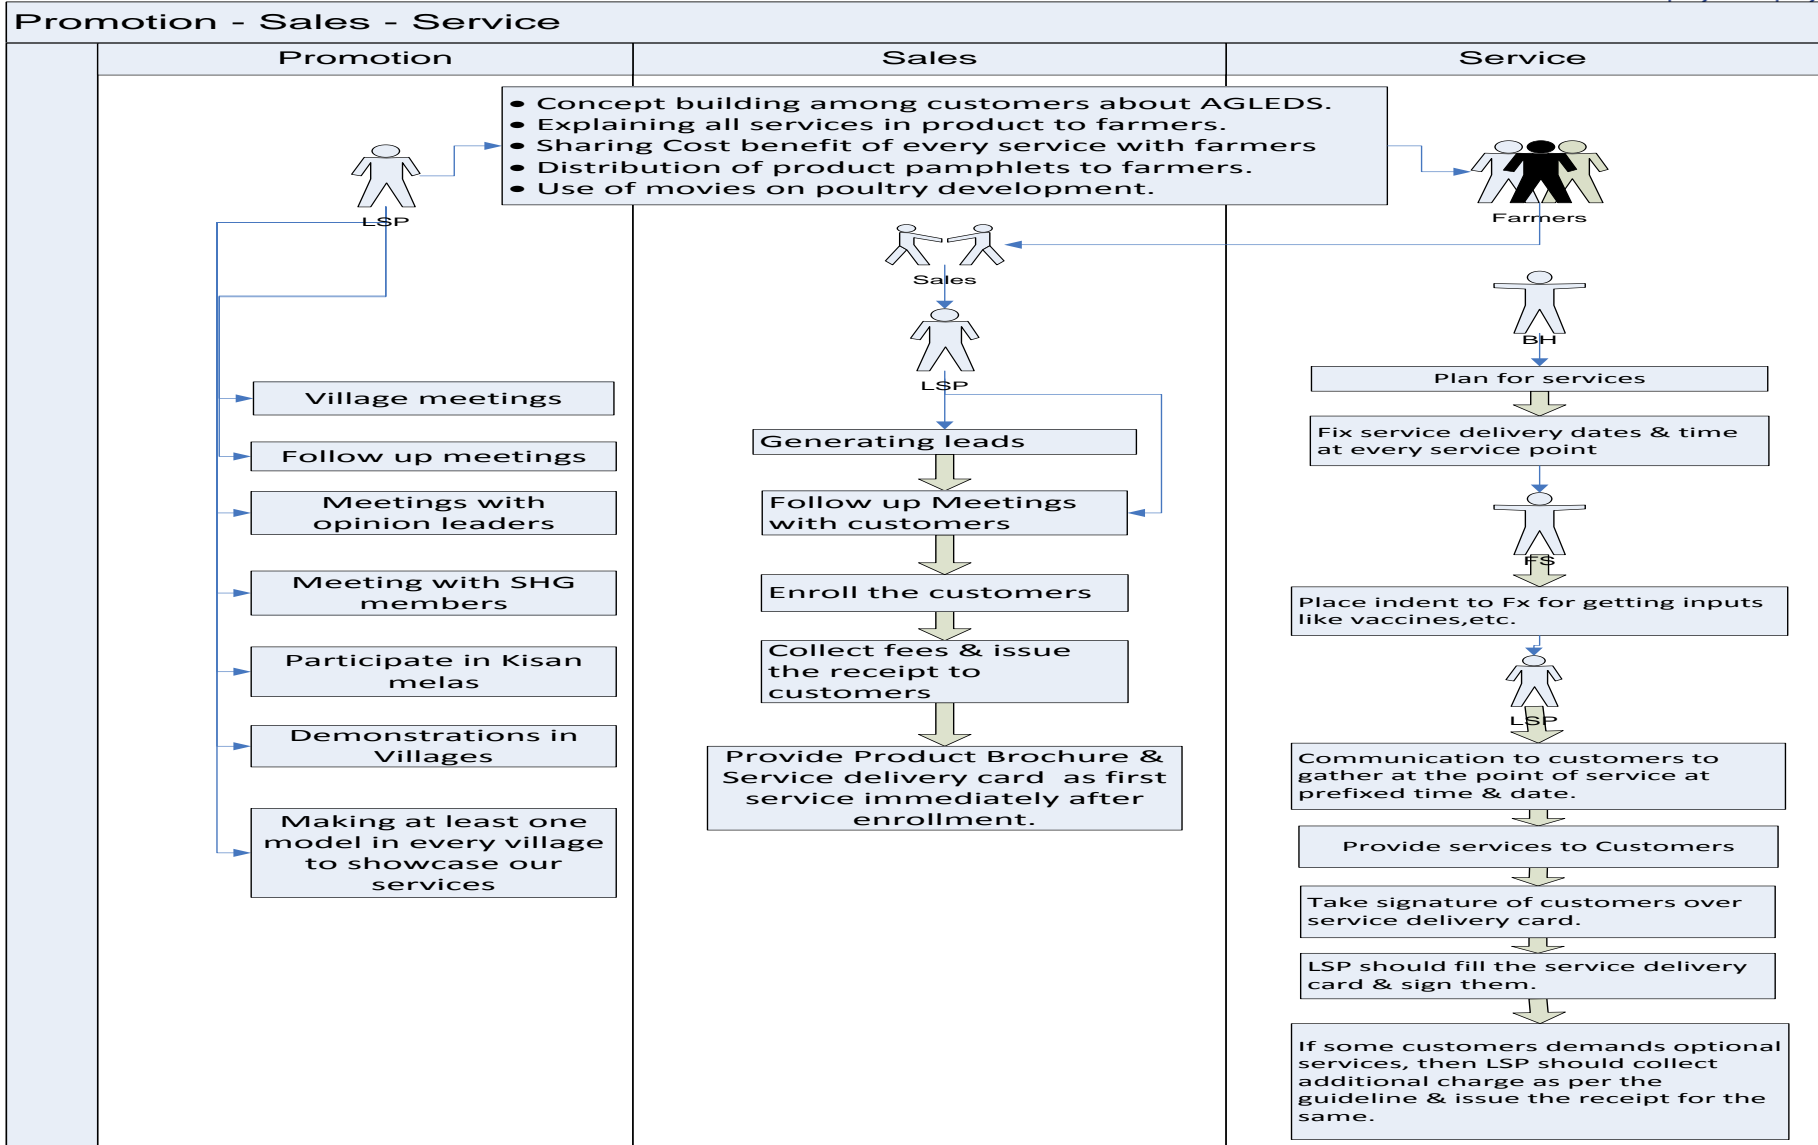 Promotion - Sales - Service
Promotion
Sales
Service
• Concept building among customers about AGLEDS.
• Explaining all services in product to farmers.
• Sharing Cost benefit of every service with farmers
• Distribution of product pamphlets to farmers.
• Use of movies on poultry development.
LSP
Farmers
Village meetings
Follow up meetings
Meetings with
opinion leaders
Meeting with SHG
members
Participate in Kisan
melas
Demonstrations in
Villages
Making at least one
model in every village
to showcase our
services
Sales
LSP
Generating leads
Follow up Meetings
with customers
Enroll the customers
Collect fees & issue
the receipt to
customers
Provide Product Brochure &
Service delivery card as first
service immediately after
enrollment.
BH
Plan for services
Fix service delivery dates & time
at every service point
FS
Place indent to Fx for getting inputs
like vaccines,etc.
LSP
Communication to customers to
gather at the point of service at
prefixed time & date.
Provide services to Customers
Take signature of customers over
service delivery card.
LSP should fill the service delivery
card & sign them.
If some customers demands optional
services, then LSP should collect
additional charge as per the
guideline & issue the receipt for the
same.